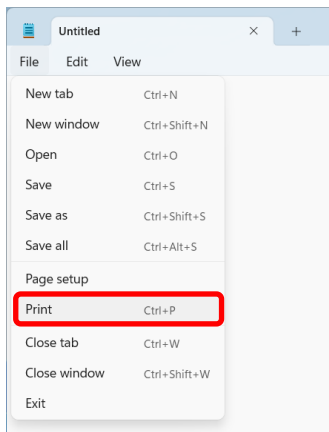 Untitled
File Edit View
New tab Ctrl+N
New window Ctrl+Shift+N
Open Ctrl+O
Save Ctrl+S
Save as Ctrl+Shift+S
Save all Ctrl+Alt+S
Page setup
Print Ctrl+P
Close tab Ctrl+W
Close window Ctrl+Shift+W
Exit